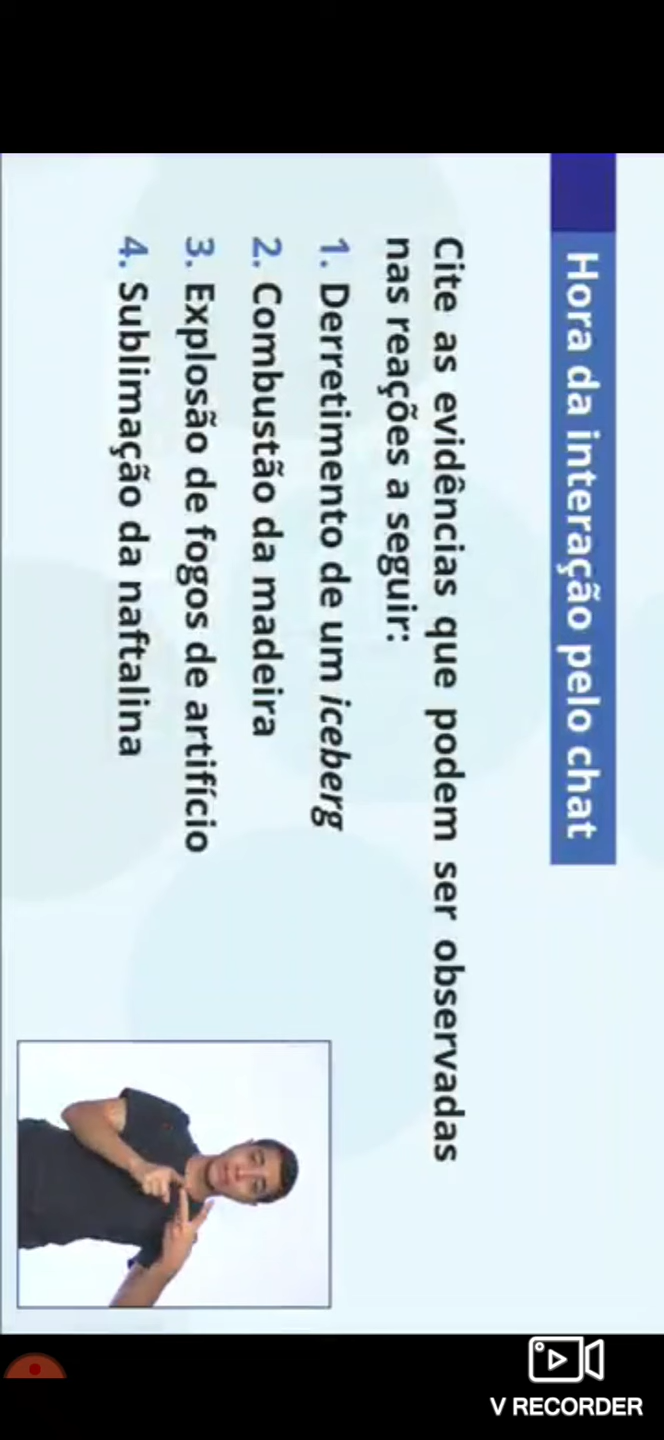 Hora da interação pelo chat
Cite as evidências que podem ser observadas
nas reações a seguir:
1. Derretimento de um iceberg
2. Combustão da madeira
3. Explosão de fogos de artifício
4. Sublimação da naftalina
V RECORDER